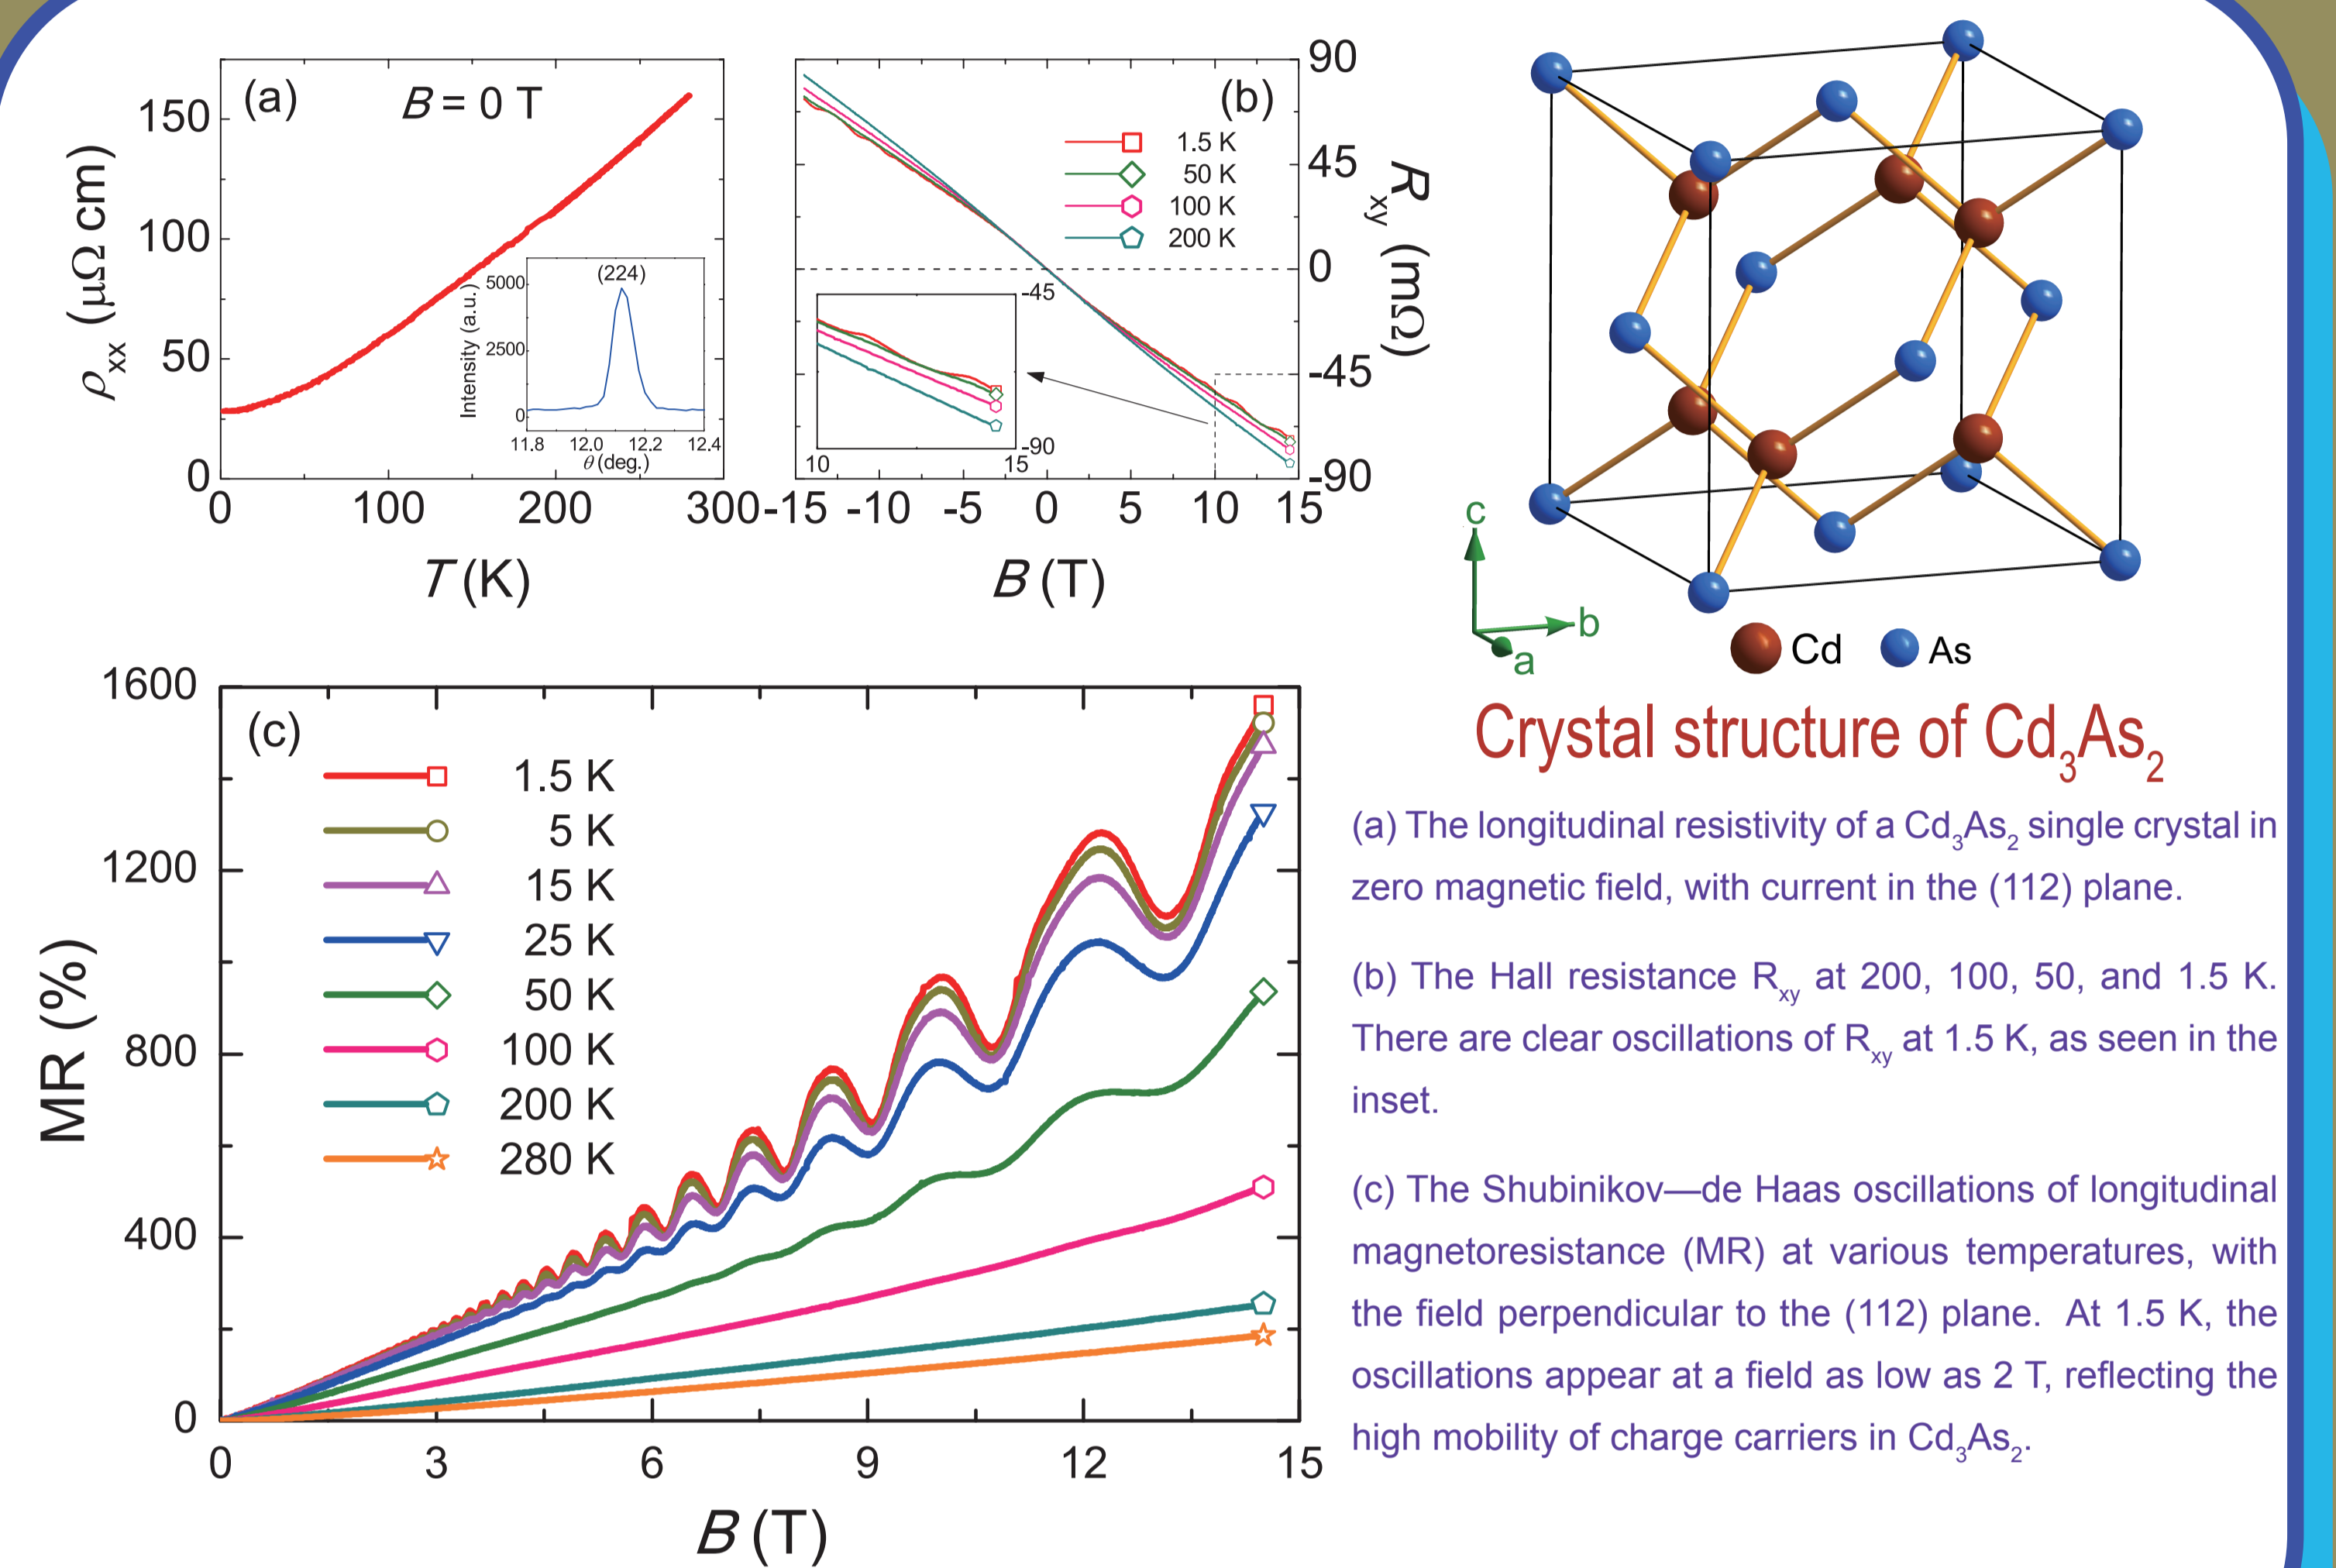 (a)
B = 0 T
150
100
50
0
ρxx (μΩ cm)
0 100 200 300
T (K)
(224)
5000
2500
0
Intensity (a.u.)
11.8 12.0 12.2 12.4
θ (deg.)
(b)
1.5 K
50 K
100 K
200 K
90
45
0
-45
-90
Rxy (mΩ)
-45
-90
10 15
-15 -10 -5 0 5 10 15
B (T)
c
b
a
Cd As
Crystal structure of Cd3As2
(c)
1.5 K
5 K
15 K
25 K
50 K
100 K
200 K
280 K
1600
1200
800
400
0
MR (%)
0 3 6 9 12 15
B (T)
(a) The longitudinal resistivity of a Cd3As2 single crystal in
zero magnetic field, with current in the (112) plane.
(b) The Hall resistance Rxy at 200, 100, 50, and 1.5 K.
There are clear oscillations of Rxy at 1.5 K, as seen in the
inset.
(c) The Shubinikov—de Haas oscillations of longitudinal
magnetoresistance (MR) at various temperatures, with
the field perpendicular to the (112) plane. At 1.5 K, the
oscillations appear at a field as low as 2 T, reflecting the
high mobility of charge carriers in Cd3As2.